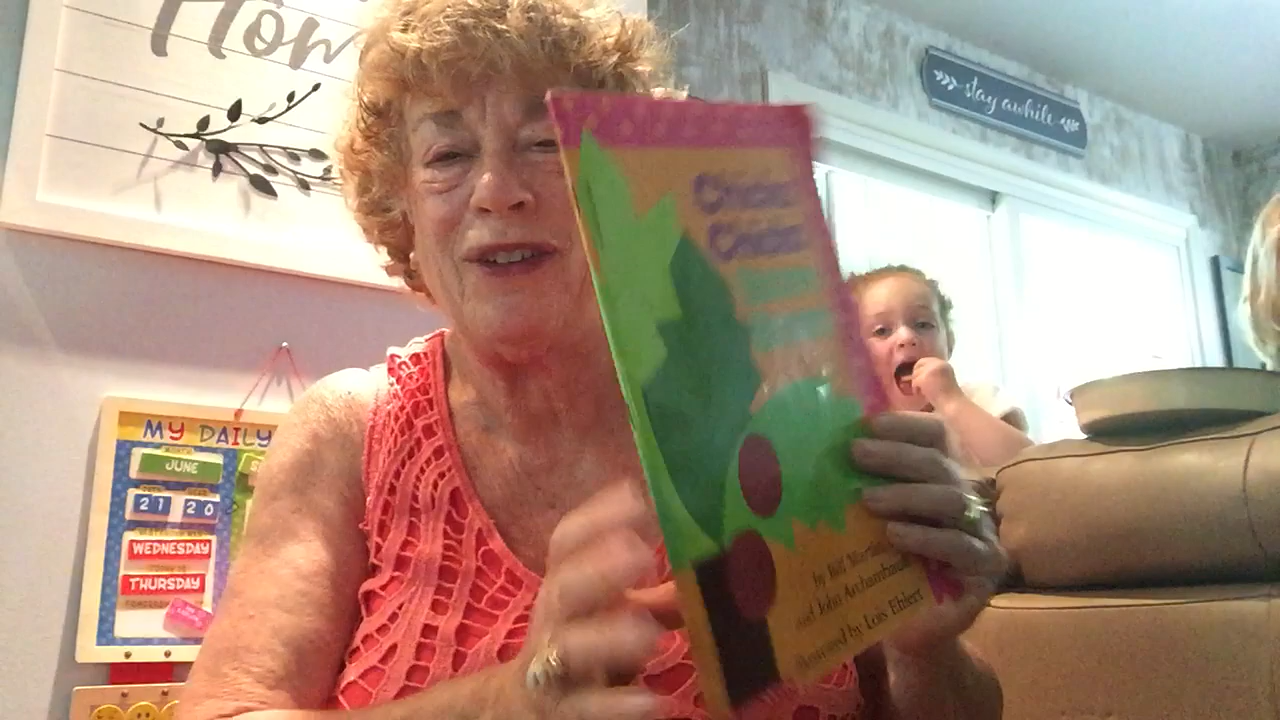 Hom
stay awhile
Chicka
Chicka
by Bill Martin
and John Archambault
illustrated by Lois Ehlert
MY DAILY
JUNE
21 20
WEDNESDAY
THURSDAY
TOMORROW